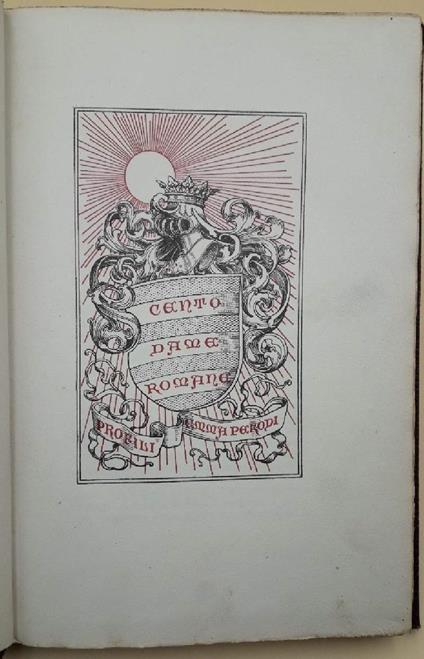 CENTO
DAME
ROMANE
PROFILI EMMA PERODI